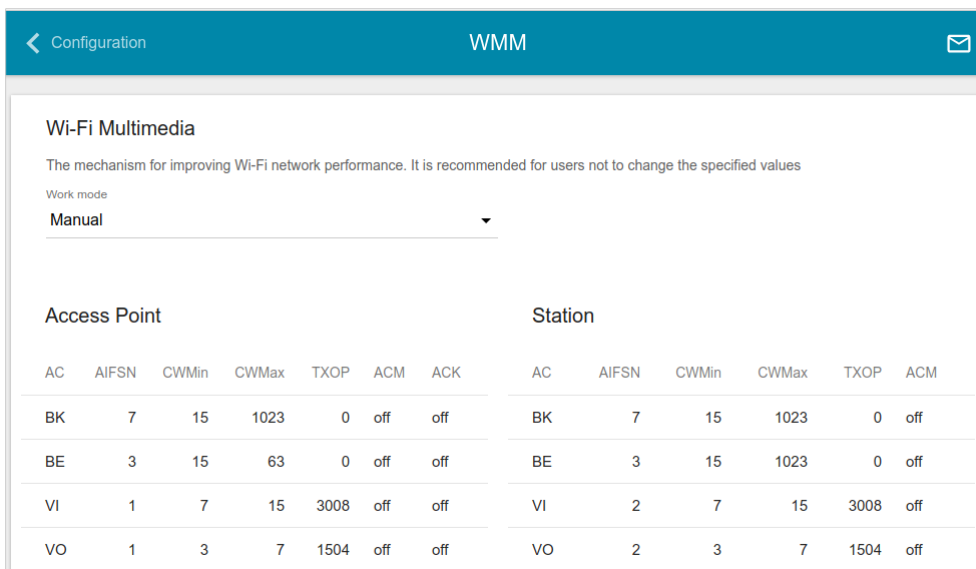 Configuration WMM
Wi-Fi Multimedia
The mechanism for improving Wi-Fi network performance. It is recommended for users not to change the specified values
Work mode
Manual
Access Point
AC AIFSN CWMin CWMax TXOP ACM ACK
BK 7 15 1023 0 off off
BE 3 15 63 0 off off
VI 1 7 15 3008 off off
VO 1 3 7 1504 off off
Station
AC AIFSN CWMin CWMax TXOP ACM
BK 7 15 1023 0 off
BE 3 15 1023 0 off
VI 2 7 15 3008 off
VO 2 3 7 1504 off